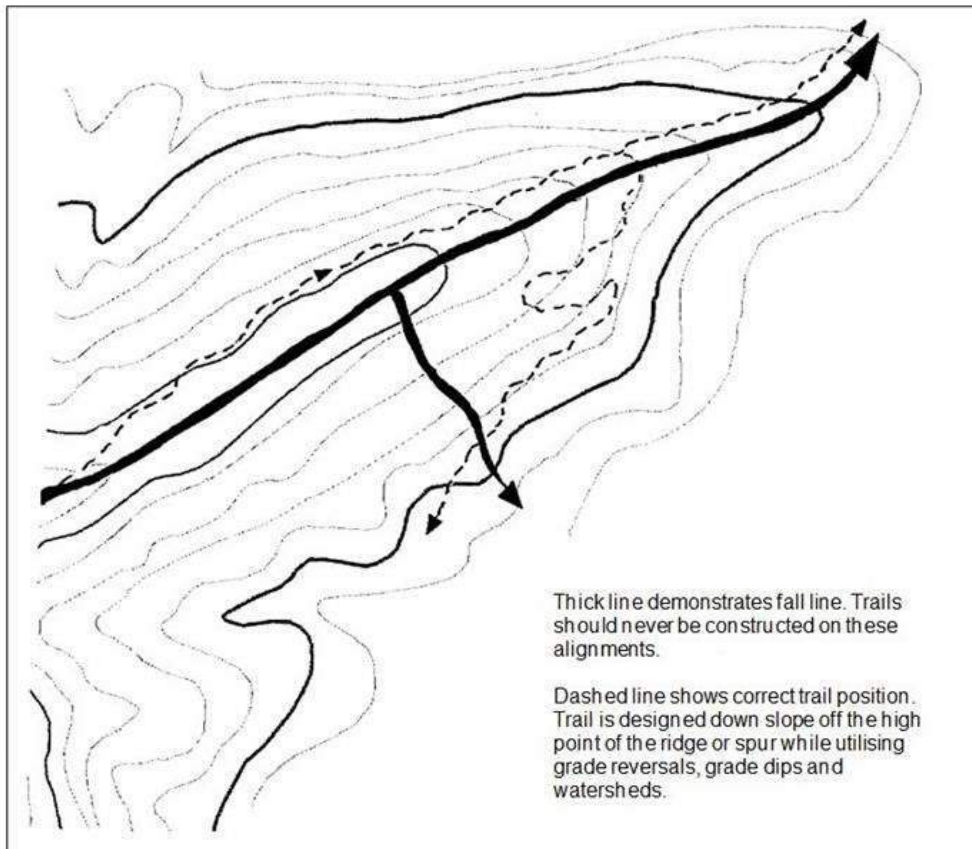 Thick line demonstrates fall line. Trails
should never be constructed on these
alignments.
Dashed line shows correct trail position.
Trail is designed down slope off the high
point of the ridge or spur while utilising
grade reversals, grade dips and
watersheds.